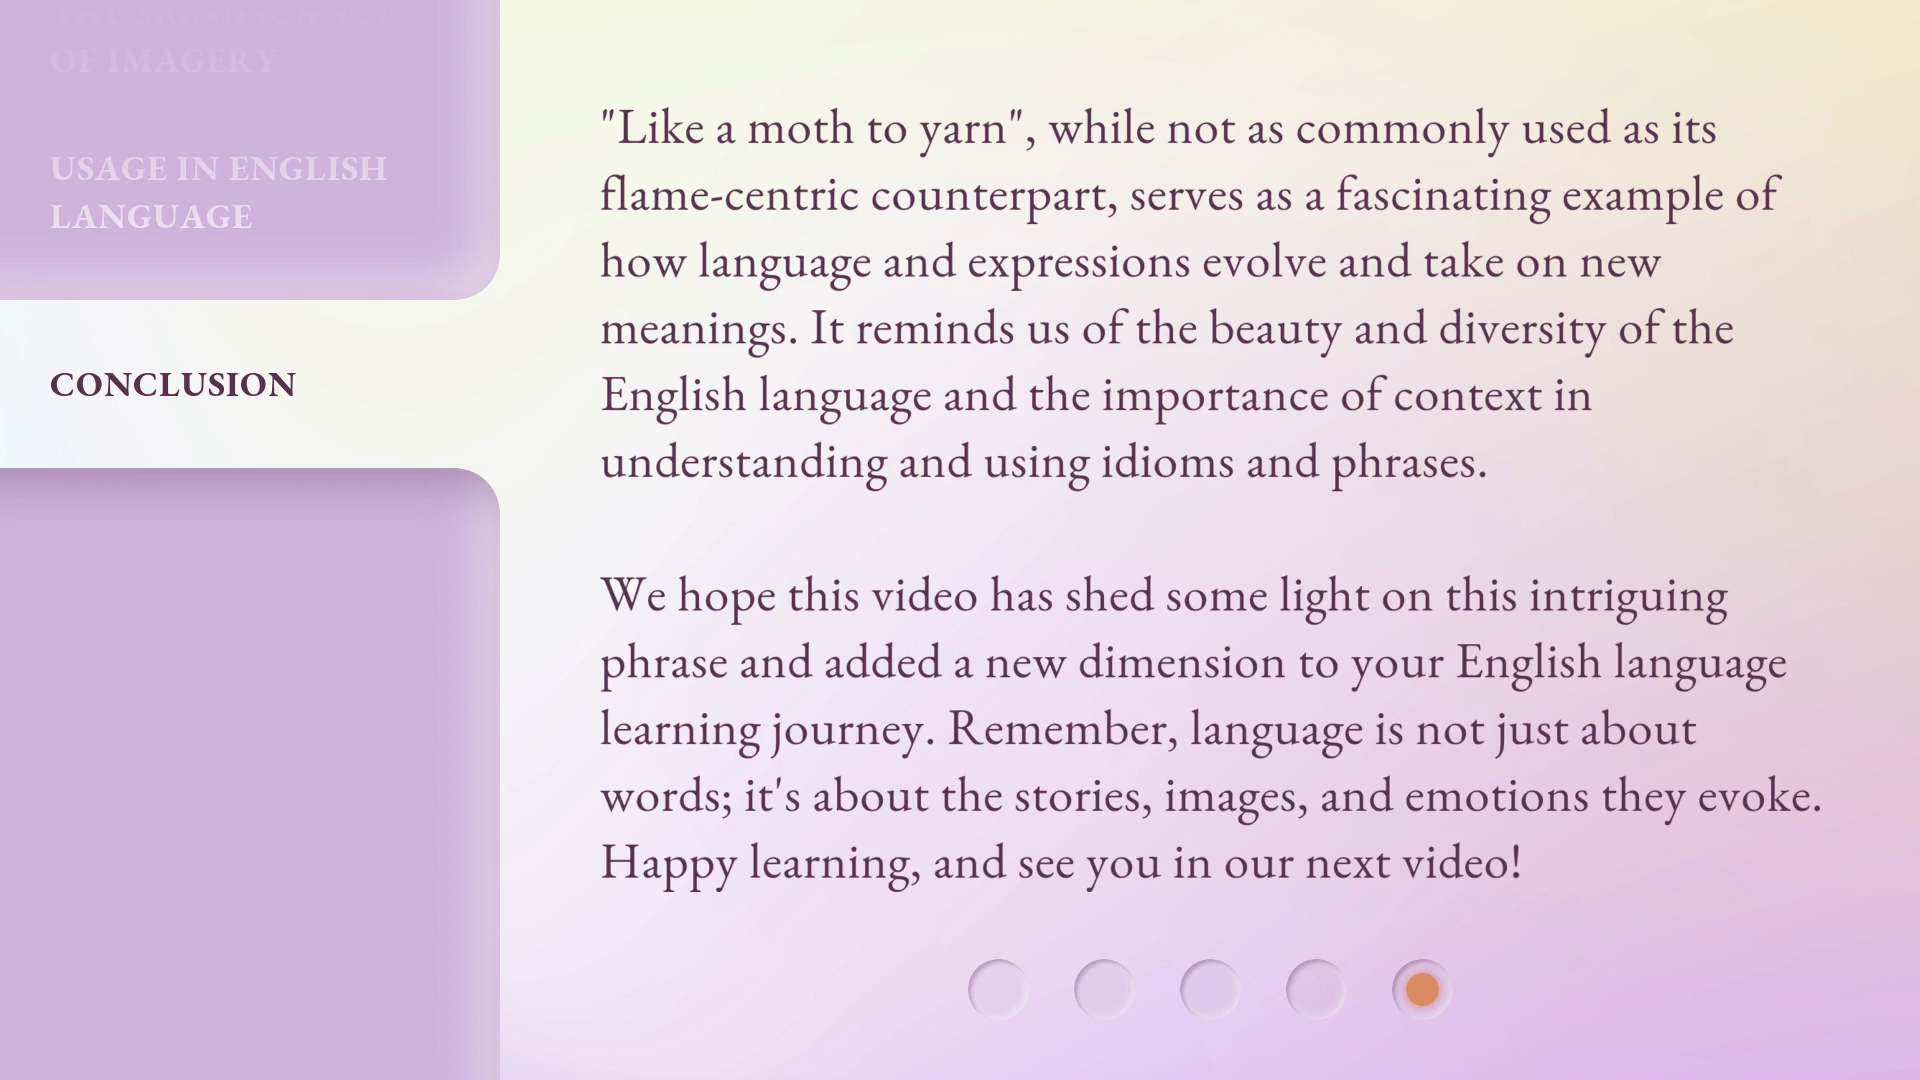 OF IMAGERY
USAGE IN ENGLISH
LANGUAGE
CONCLUSION
"Like a moth to yarn", while not as commonly used as its
flame-centric counterpart, serves as a fascinating example of
how language and expressions evolve and take on new
meanings. It reminds us of the beauty and diversity of the
English language and the importance of context in
understanding and using idioms and phrases.
We hope this video has shed some light on this intriguing
phrase and added a new dimension to your English language
learning journey. Remember, language is not just about
words; it's about the stories, images, and emotions they evoke.
Happy learning, and see you in our next video!